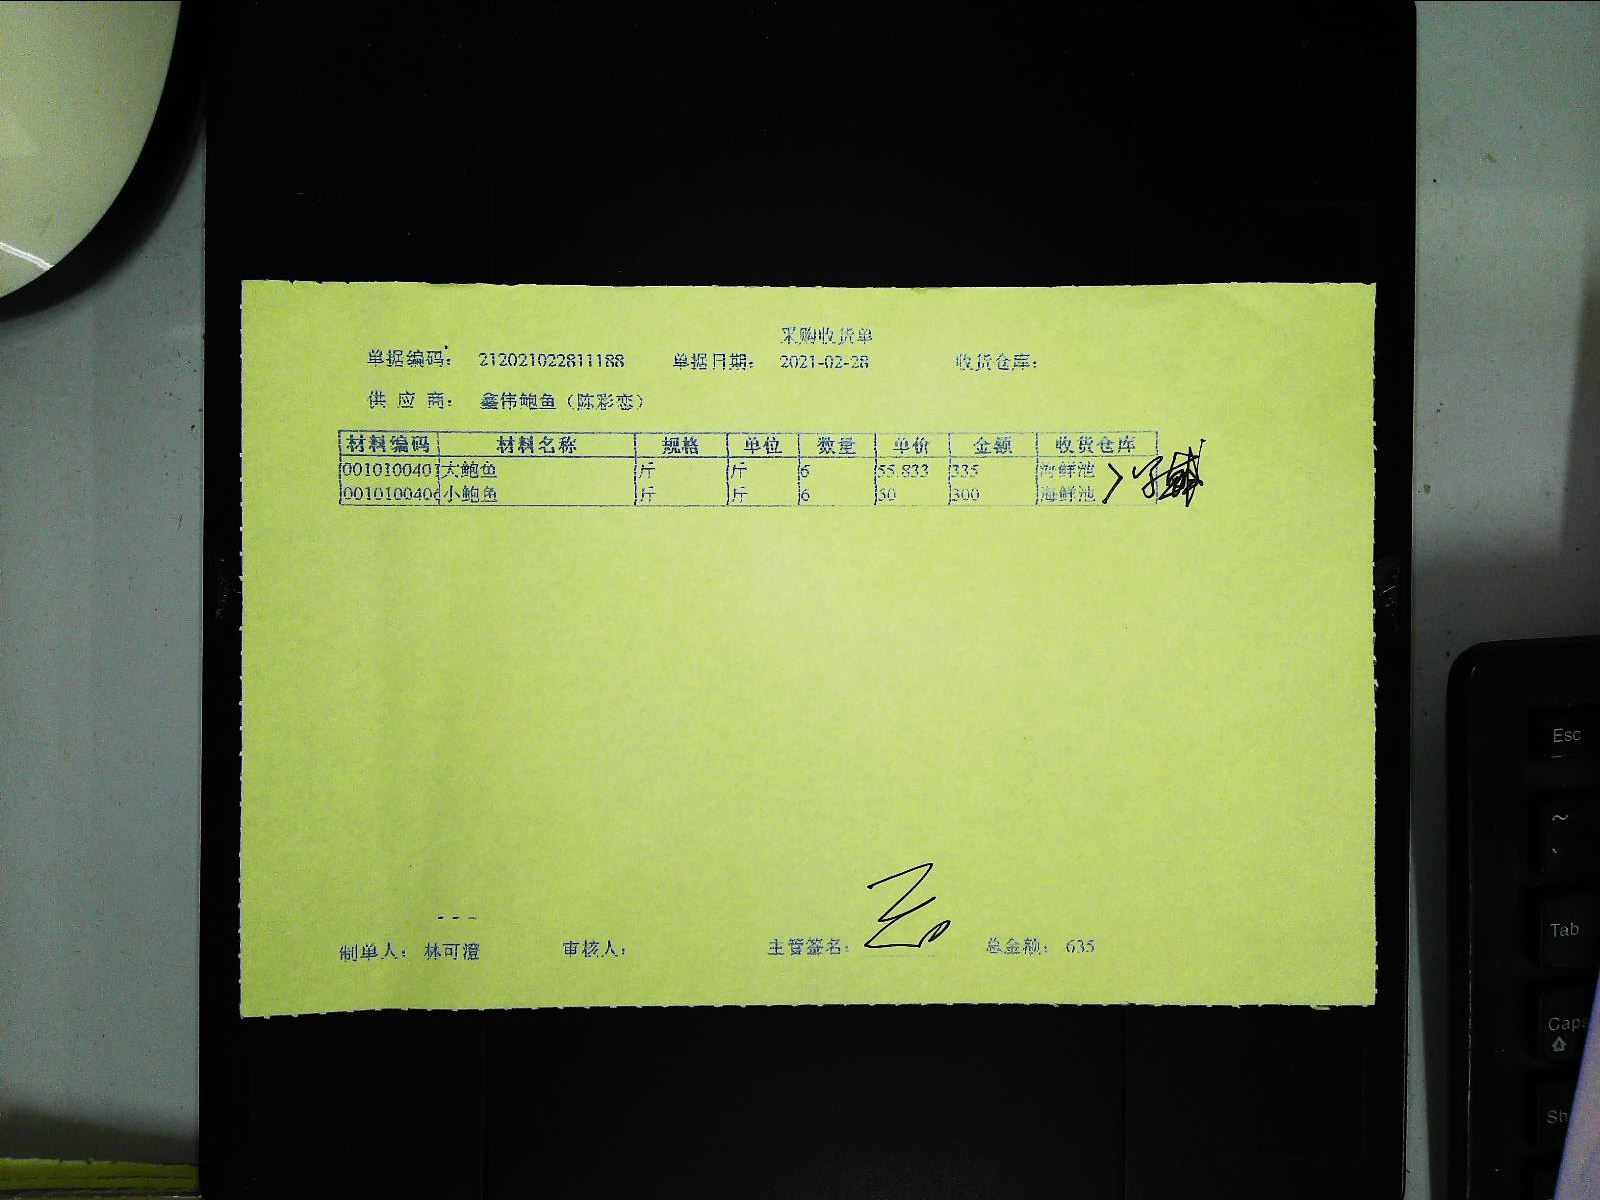 采购收货单
单据编码： 212021022811188 单据日期： 2021-02-28 收货仓库：
供 应 商： 鑫伟鲍鱼（陈彩恋）
材料编码 材料名称 规格 单位 数量 单价 金额 收货仓库
001010040 大鲍鱼 斤 斤 6 55.833 335 海鲜池
001010040 小鲍鱼 斤 斤 6 50 300 海鲜池
制单人： 林可澄 审核人： 主管签名： 总金额： 635
Esc
~
、
Tab
Caps
Sh